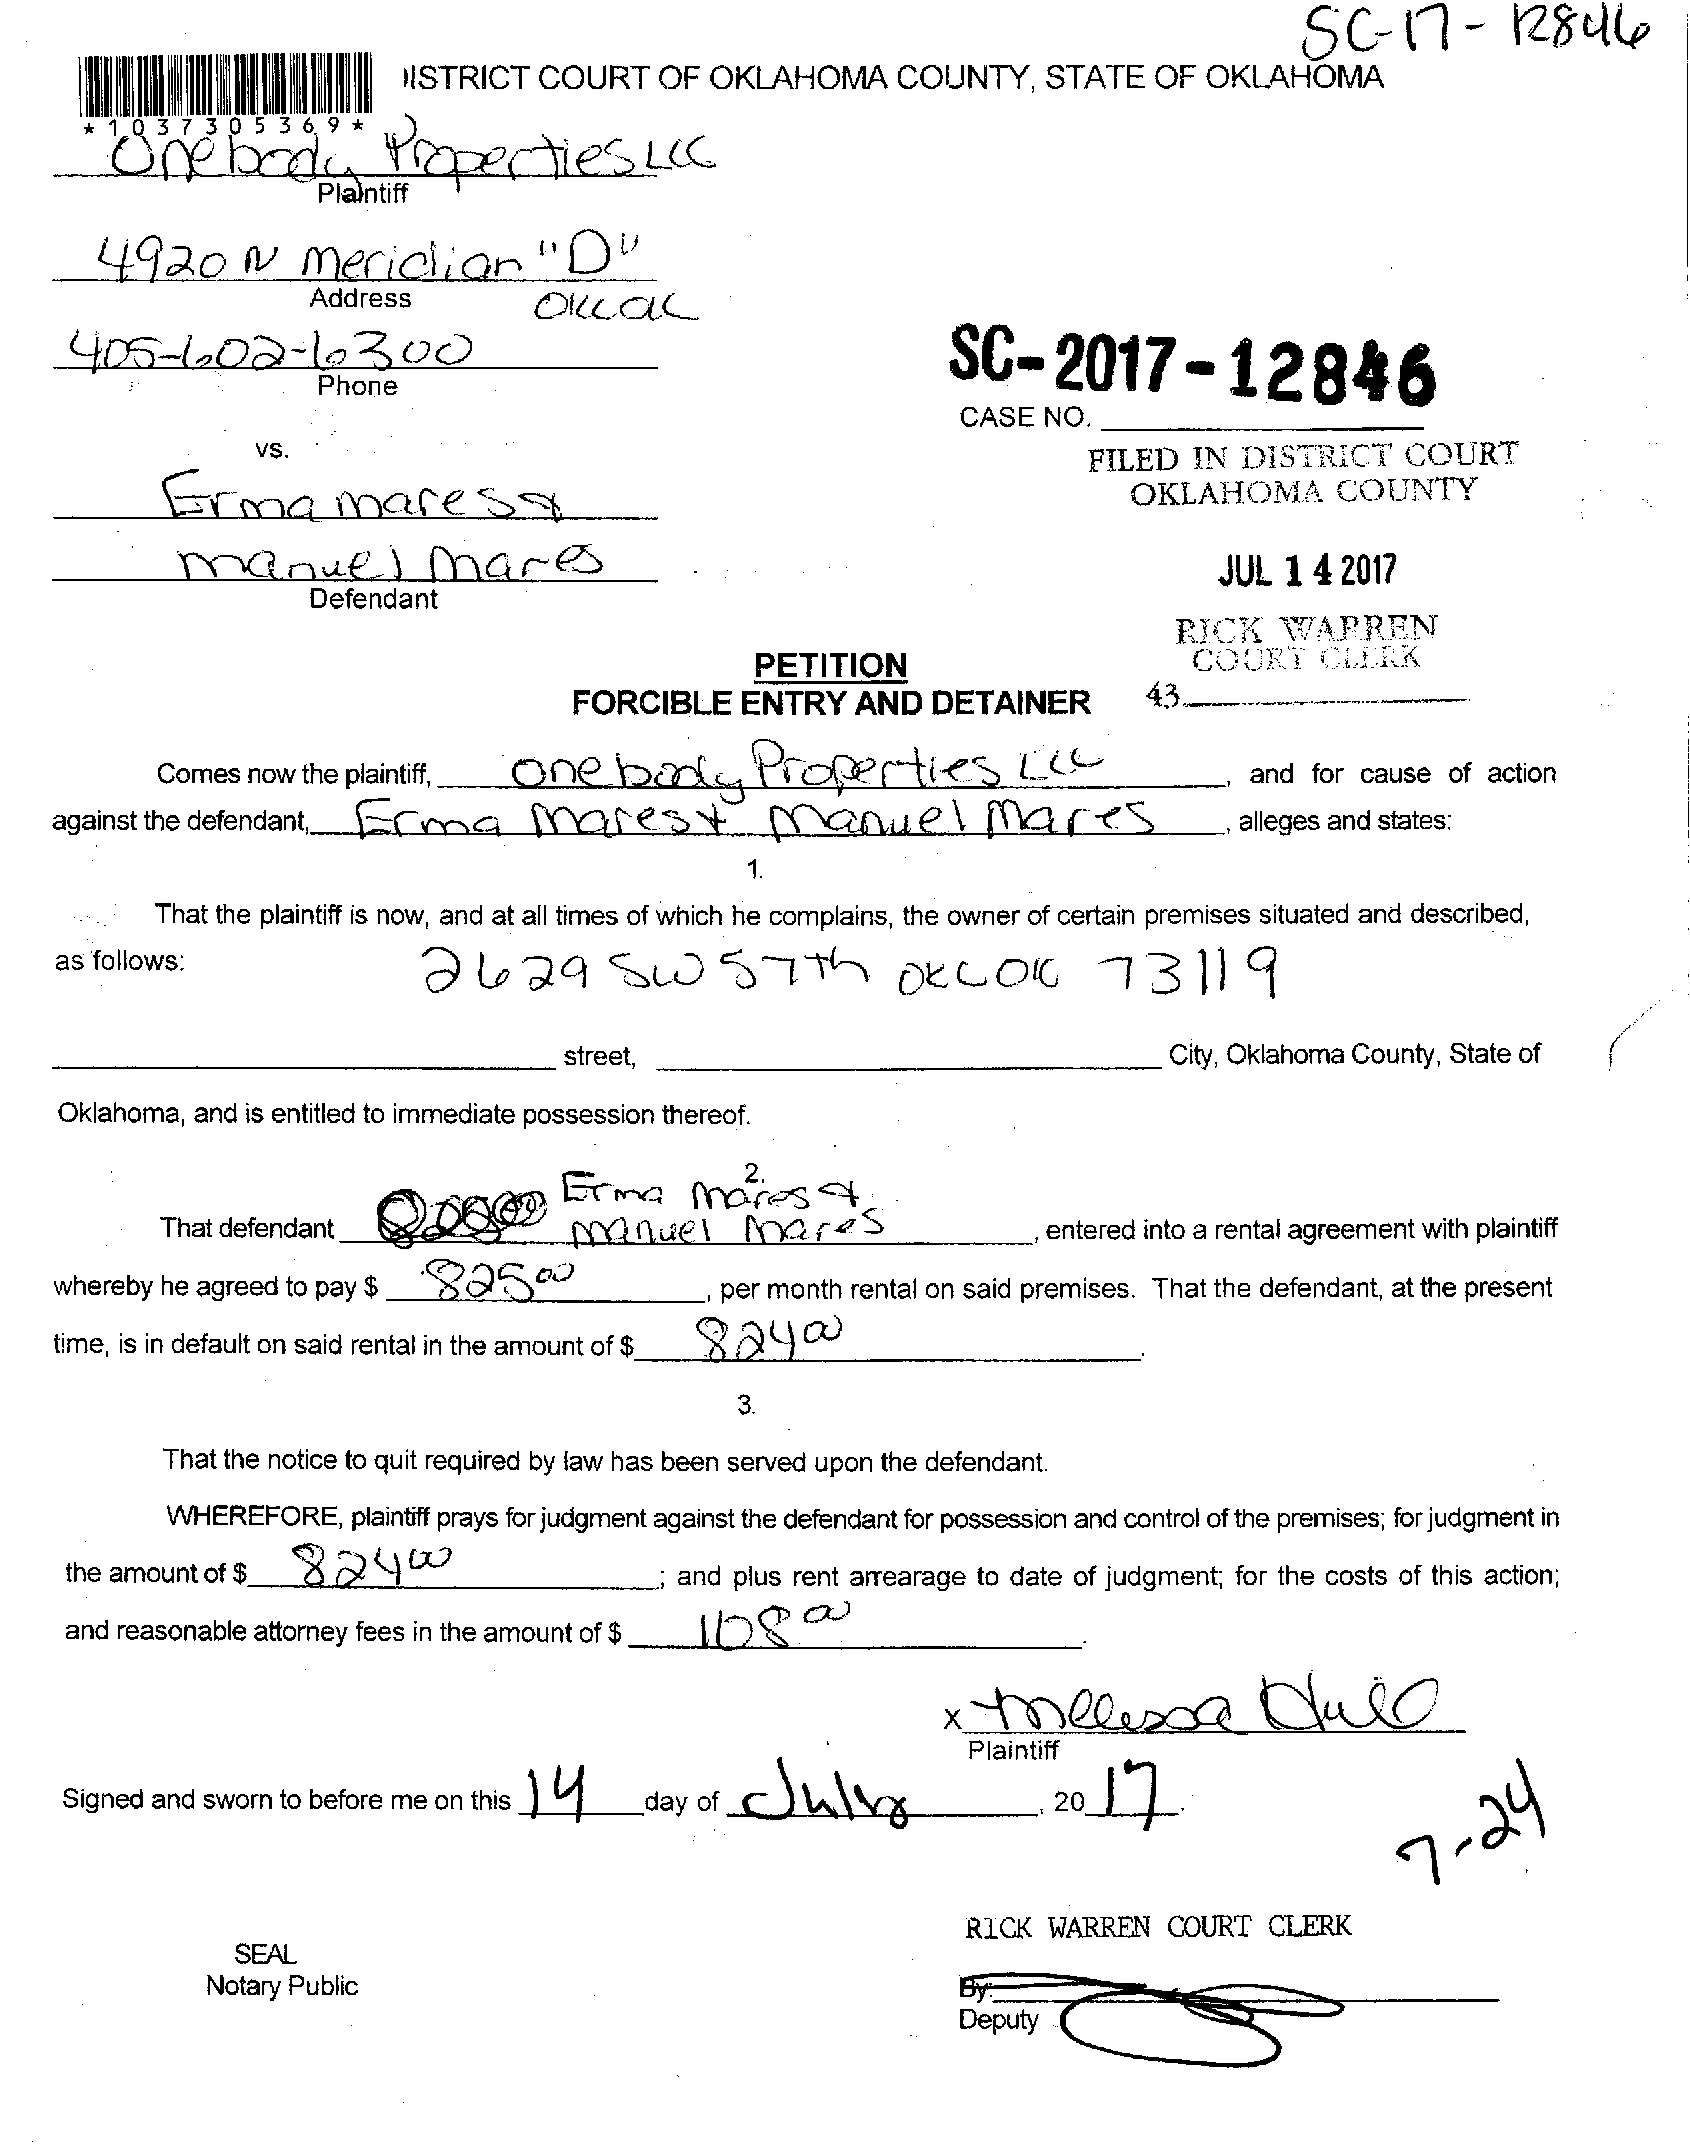 SC-17-12846
ISTRICT COURT OF OKLAHOMA COUNTY, STATE OF OKLAHOMA
*1037305369*
Onebody Properties LLC
Plaintiff
4920 N Meridian "D"
Address OKC OK
405-602-6300
Phone
SC-2017-12846
CASE NO.
vs.
FILED IN DISTRICT COURT
OKLAHOMA COUNTY
Erma mares &
manuel mares
Defendant
JUL 14 2017
RICK WARREN
COURT CLERK
43
PETITION
FORCIBLE ENTRY AND DETAINER
Comes now the plaintiff, Onebody Properties LLC, and for cause of action
against the defendant, Erma Mares & Manuel Mares, alleges and states:
1.
That the plaintiff is now, and at all times of which he complains, the owner of certain premises situated and described,
as follows: 2629 SW 57th OKC OK 73119
street, City, Oklahoma County, State of
Oklahoma, and is entitled to immediate possession thereof.
2.
Erma Mares &
That defendant manuel mares, entered into a rental agreement with plaintiff
whereby he agreed to pay $ 825 00, per month rental on said premises. That the defendant, at the present
time, is in default on said rental in the amount of $ 824 00.
3.
That the notice to quit required by law has been served upon the defendant.
WHEREFORE, plaintiff prays for judgment against the defendant for possession and control of the premises; for judgment in
the amount of $ 824 00; and plus rent arrearage to date of judgment; for the costs of this action;
and reasonable attorney fees in the amount of $ 108 00.
x Melissa Hull
Plaintiff
Signed and sworn to before me on this 14 day of July, 2017.
7-24
RICK WARREN COURT CLERK
SEAL
Notary Public
By:
Deputy